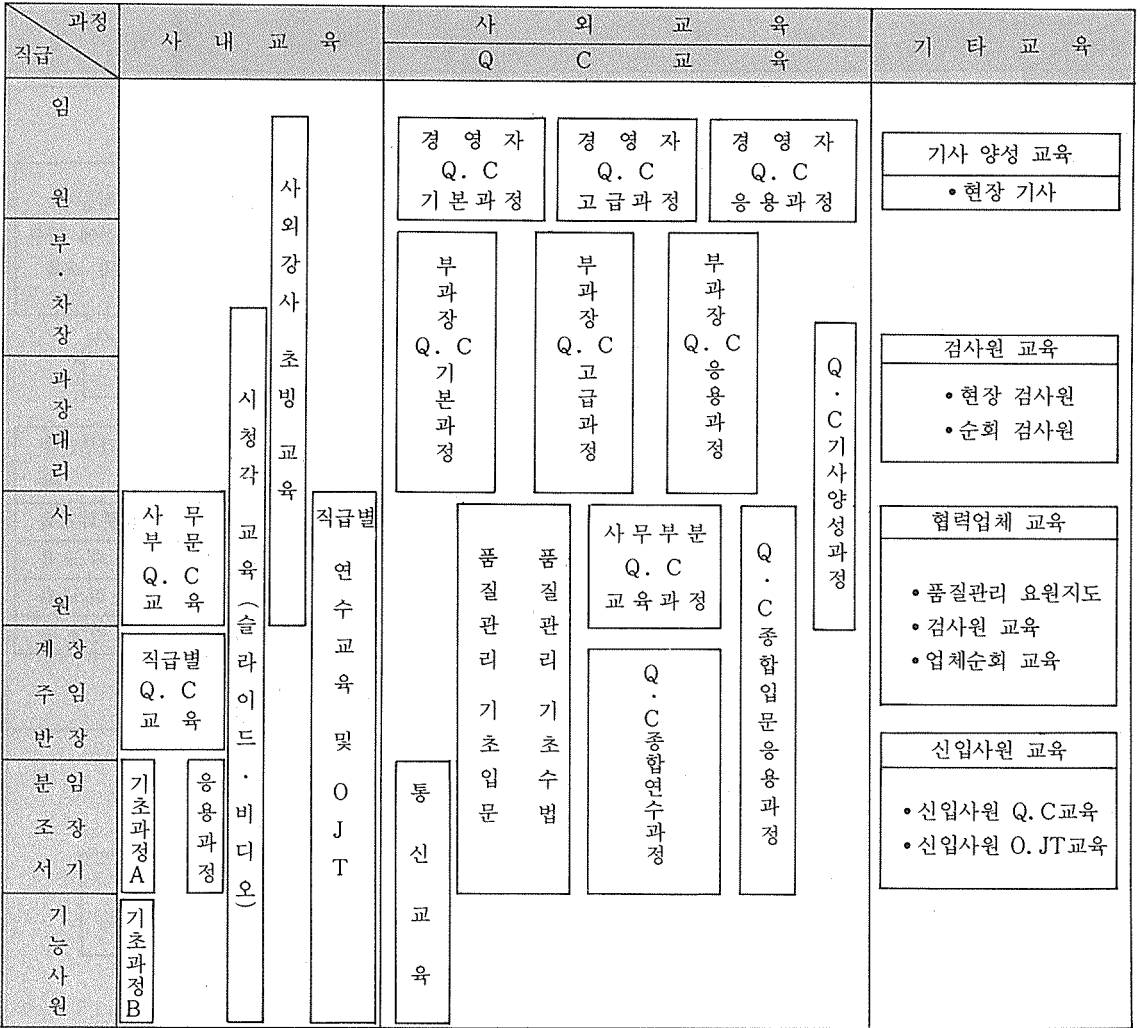 과정
직급
사 내 교 육
사 외 교 육
Q C 교 육
기 타 교 육
임 원
부 · 차 장
과 장 대 리
사 원
계 장
주 임
반 장
분 임
조 장
서 기
기 능 사 원
사 무
부 문
Q. C
교 육
직급별
Q. C
교 육
기초과정A
응용과정
기초과정B
시청각 교육(슬라이드·비디오)
사외강사 초빙 교육
직급별 연수교육 및 OJT
경 영 자
Q. C
기본과정
경 영 자
Q. C
고급과정
경 영 자
Q. C
응용과정
부과장 Q. C 기본과정
부과장 Q. C 고급과정
부과장 Q. C 응용과정
Q·C기사양성과정
통 신 교 육
품질관리 기초입문
품질관리 기초수법
사무부분
Q. C
교육과정
Q·C종합연수과정
Q·C종합입문응용과정
기사 양성 교육
•현장 기사
검사원 교육
•현장 검사원
•순회 검사원
협력업체 교육
•품질관리 요원지도
•검사원 교육
•업체순회 교육
신입사원 교육
•신입사원 Q.C교육
•신입사원 O.JT교육